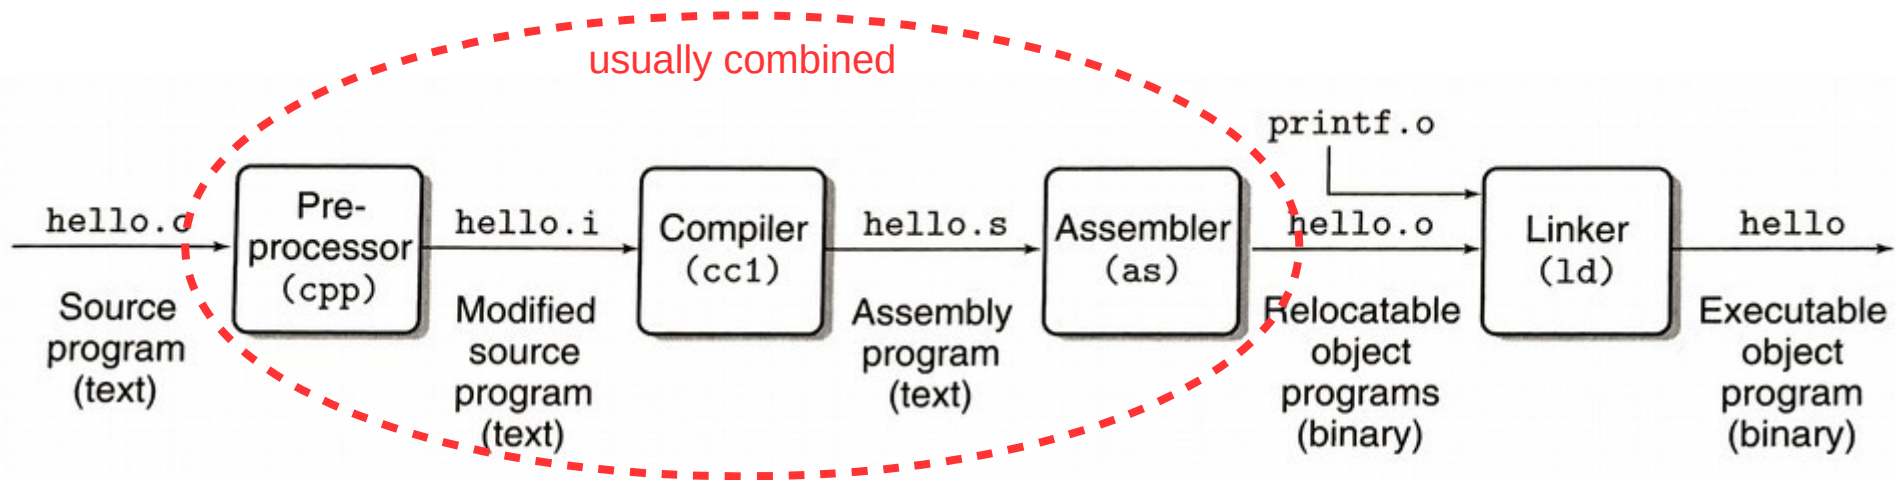 usually combined
printf.o
hello.c
Pre-
processor
(cpp)
hello.i
Compiler
(cc1)
hello.s
Assembler
(as)
hello.o
Linker
(ld)
hello
Source
program
(text)
Modified
source
program
(text)
Assembly
program
(text)
Relocatable
object
programs
(binary)
Executable
object
program
(binary)